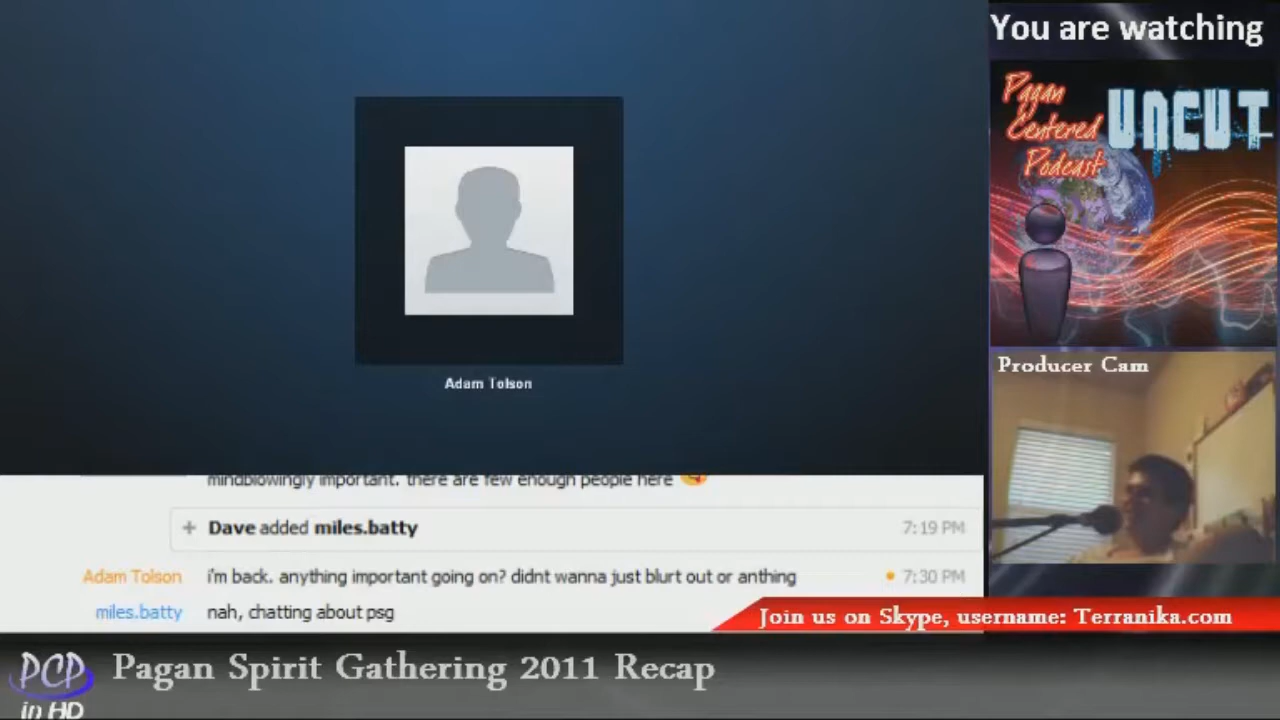 You are watching
Pagan
Centered
Podcast
UNCUT
Adam Tolson
Producer Cam
mindblowingly important. there are few enough people here
Dave added miles.batty
7:19 PM
Adam Tolson i'm back. anything important going on? didnt wanna just blurt out or anthing 7:30 PM
miles.batty nah, chatting about psg
Join us on Skype, username: Terranika.com
PCP
in HD
Pagan Spirit Gathering 2011 Recap